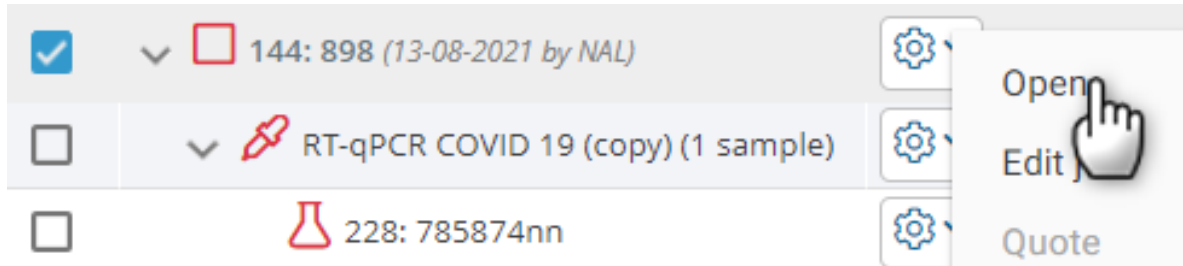 144: 898 (13-08-2021 by NAL)
Open
RT-qPCR COVID 19 (copy) (1 sample)
Edit
228: 785874nn
Quote